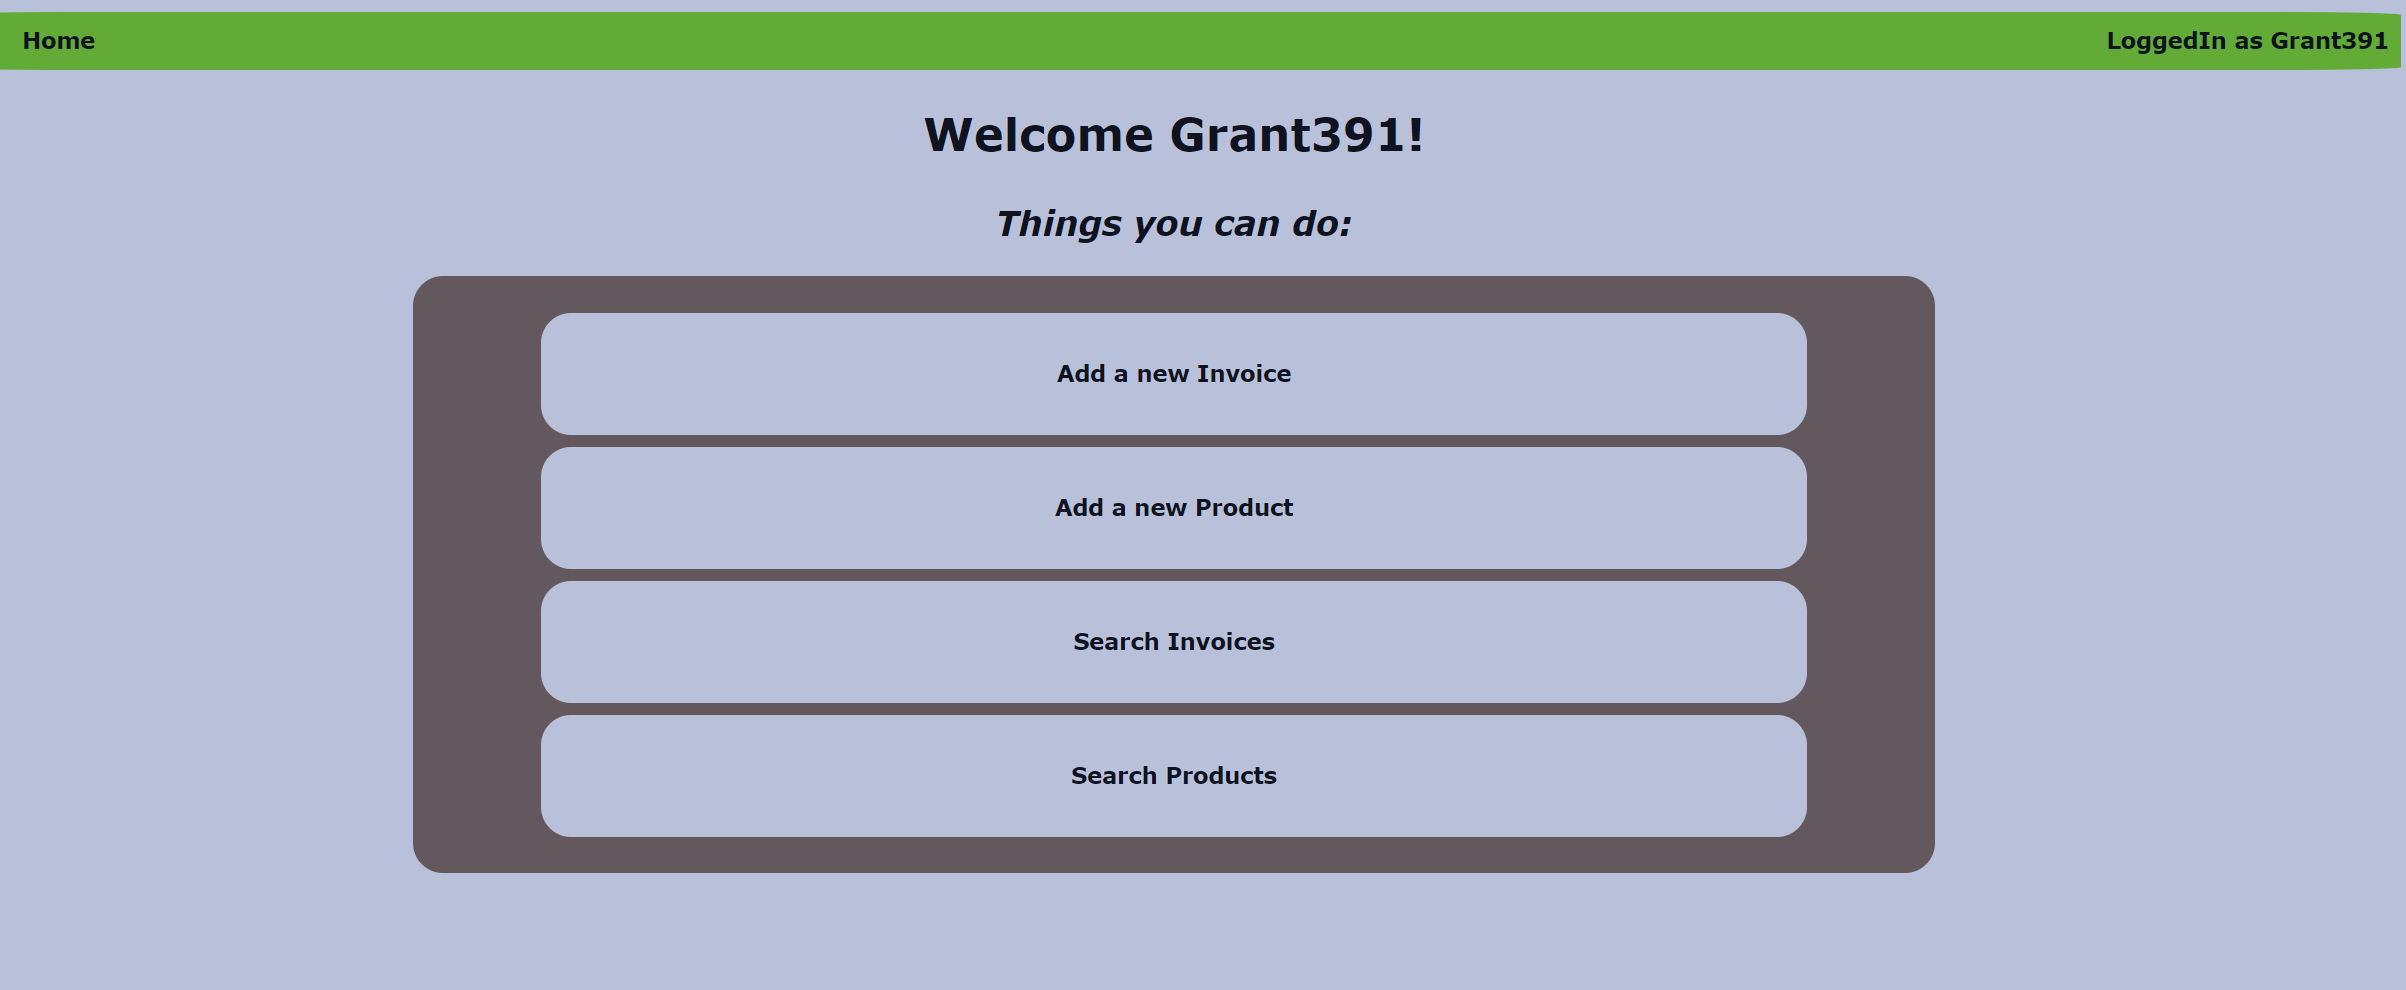 Home
LoggedIn as Grant391
Welcome Grant391!
Things you can do:
Add a new Invoice
Add a new Product
Search Invoices
Search Products